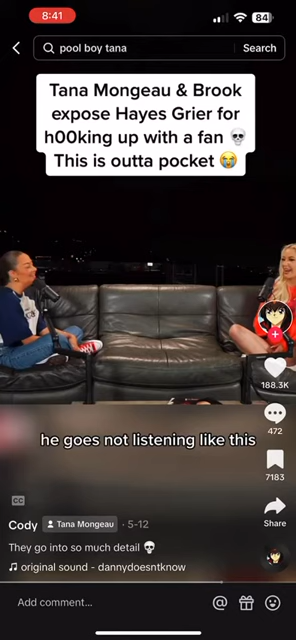 8:41
84
pool boy tana
Search
Tana Mongeau & Brook
expose Hayes Grier for
h00king up with a fan 💀
This is outta pocket 😭
188.3K
472
7183
Share
he goes not listening like this
CC
Cody Tana Mongeau · 5-12
They go into so much detail 💀
♫ original sound - dannydoesntknow
Add comment...
@